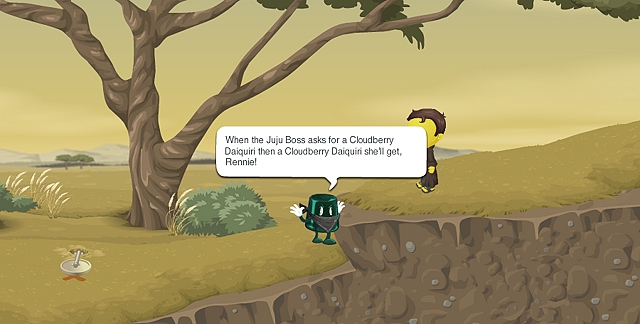 When the Juju Boss asks for a Cloudberry
Daiquiri then a Cloudberry Daiquiri she'll get,
Rennie!